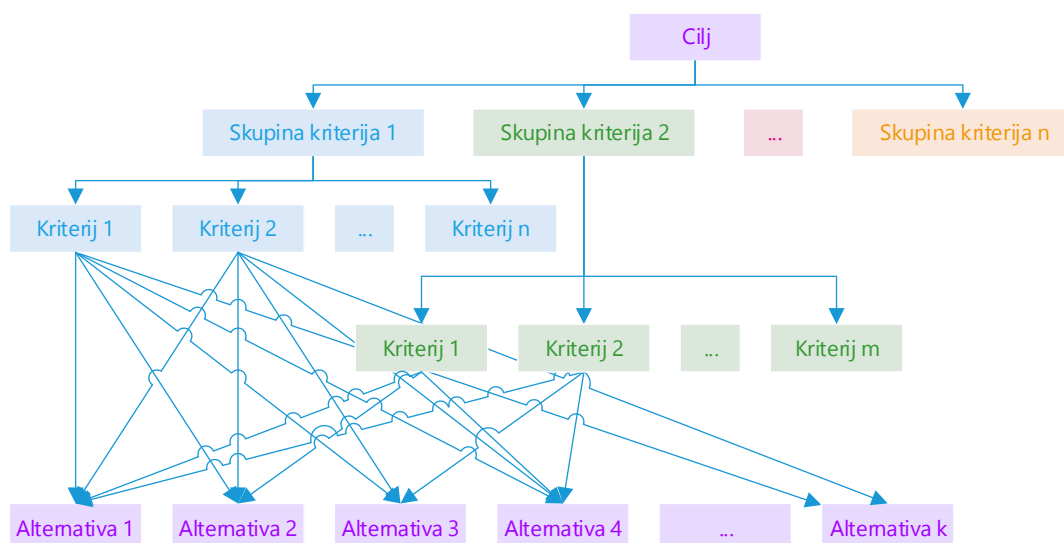 Cilj
Skupina kriterija 1
Skupina kriterija 2
...
Skupina kriterija n
Kriterij 1
Kriterij 2
...
Kriterij n
Kriterij 1
Kriterij 2
...
Kriterij m
Alternativa 1
Alternativa 2
Alternativa 3
Alternativa 4
...
Alternativa k